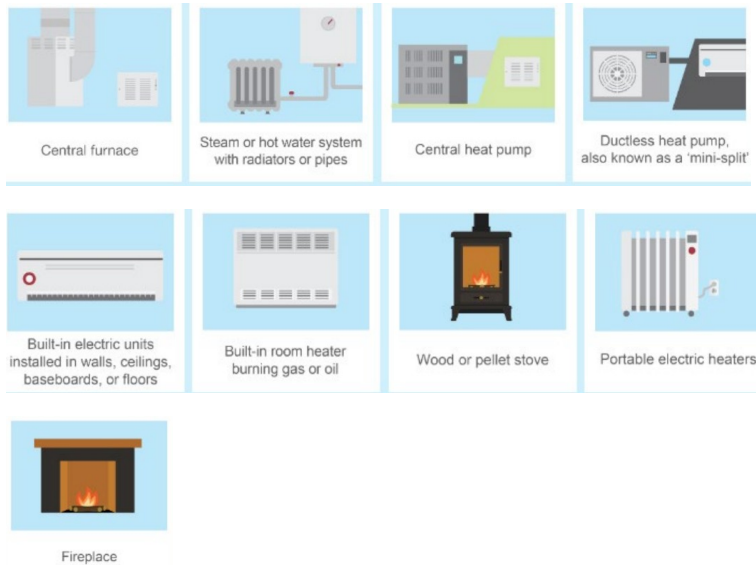 Central furnace
Steam or hot water system
with radiators or pipes
Central heat pump
Ductless heat pump,
also known as a 'mini-split'
Built-in electric units
installed in walls, ceilings,
baseboards, or floors
Built-in room heater
burning gas or oil
Wood or pellet stove
Portable electric heaters
Fireplace